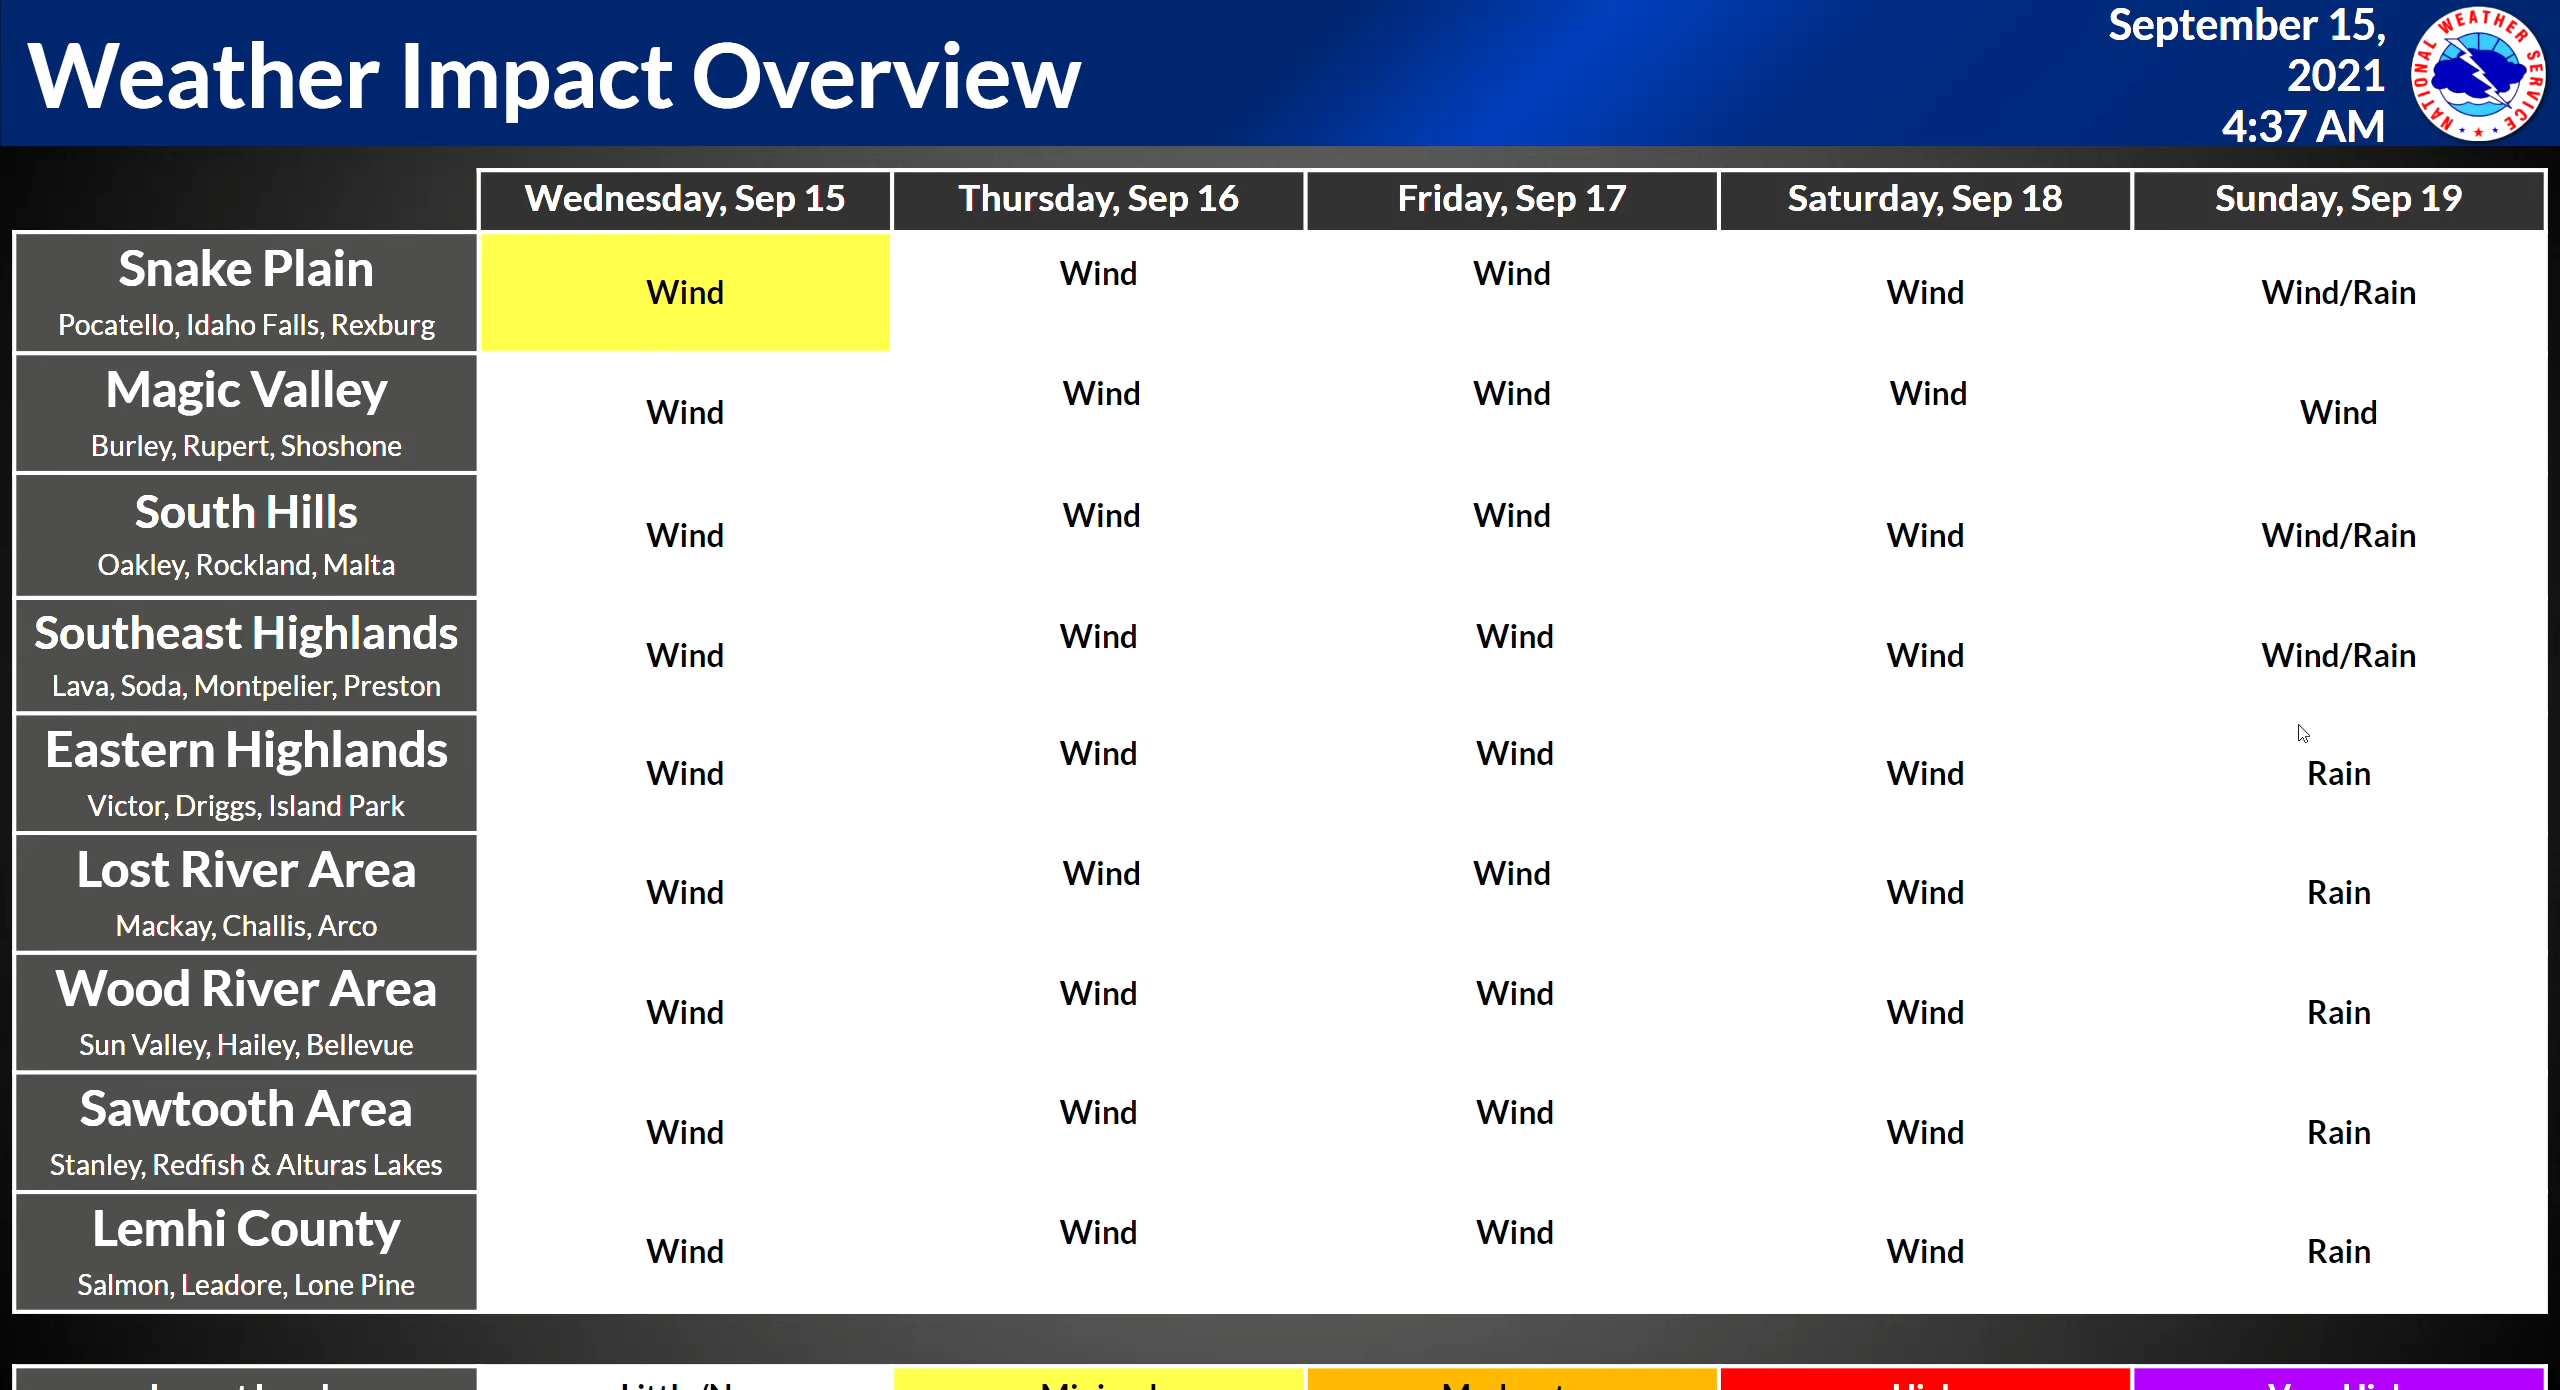 Weather Impact Overview
September 15,
2021
4:37 AM
NATIONAL WEATHER SERVICE
Wednesday, Sep 15 Thursday, Sep 16 Friday, Sep 17 Saturday, Sep 18 Sunday, Sep 19
Snake Plain
Pocatello, Idaho Falls, Rexburg
Wind Wind Wind Wind Wind/Rain
Magic Valley
Burley, Rupert, Shoshone
Wind Wind Wind Wind Wind
South Hills
Oakley, Rockland, Malta
Wind Wind Wind Wind Wind/Rain
Southeast Highlands
Lava, Soda, Montpelier, Preston
Wind Wind Wind Wind Wind/Rain
Eastern Highlands
Victor, Driggs, Island Park
Wind Wind Wind Wind Rain
Lost River Area
Mackay, Challis, Arco
Wind Wind Wind Wind Rain
Wood River Area
Sun Valley, Hailey, Bellevue
Wind Wind Wind Wind Rain
Sawtooth Area
Stanley, Redfish & Alturas Lakes
Wind Wind Wind Wind Rain
Lemhi County
Salmon, Leadore, Lone Pine
Wind Wind Wind Wind Rain